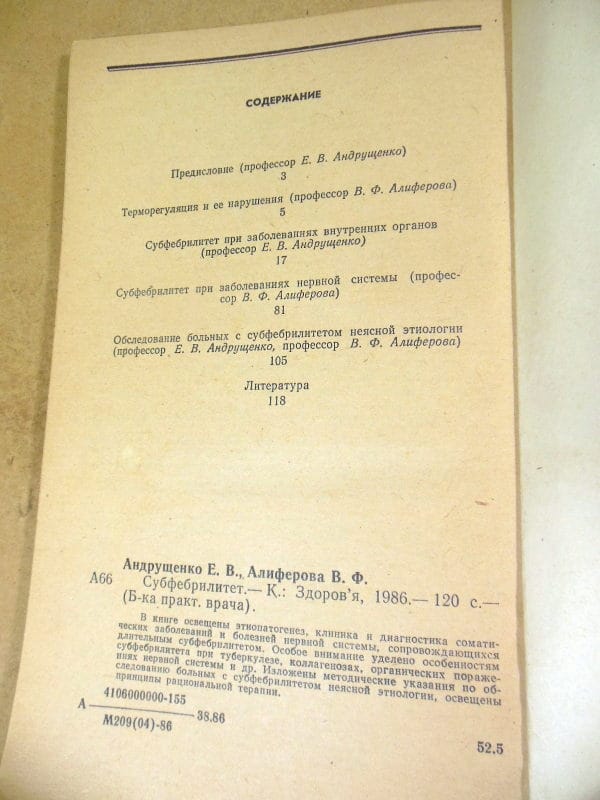 СОДЕРЖАНИЕ
Предисловие (профессор Е. В. Андрущенко)
3
Терморегуляция и ее нарушения (профессор В. Ф. Алиферова)
5
Субфебрилитет при заболеваниях внутренних органов
(профессор Е. В. Андрущенко)
17
Субфебрилитет при заболеваниях нервной системы (профес-
сор В. Ф. Алиферова)
81
Обследование больных с субфебрилитетом неясной этиологии
(профессор Е. В. Андрущенко, профессор В. Ф. Алиферова)
105
Литература
118
Андрущенко Е. В., Алиферова В. Ф.
А66 Субфебрилитет.— К.: Здоров’я, 1986.— 120 с.—
(Б-ка практ. врача).
В книге освещены этиопатогенез, клиника и диагностика сомати-
ческих заболеваний и болезней нервной системы, сопровождающихся
длительным субфебрилитетом. Особое внимание уделено особенностям
субфебрилитета при туберкулезе, коллагенозах, органических пораже-
ниях нервной системы и др. Изложены методические указания по об-
следованию больных с субфебрилитетом неясной этиологии, освещены
принципы рациональной терапии.
4106000000-155
А 38.86
М209(04)-86
52.5